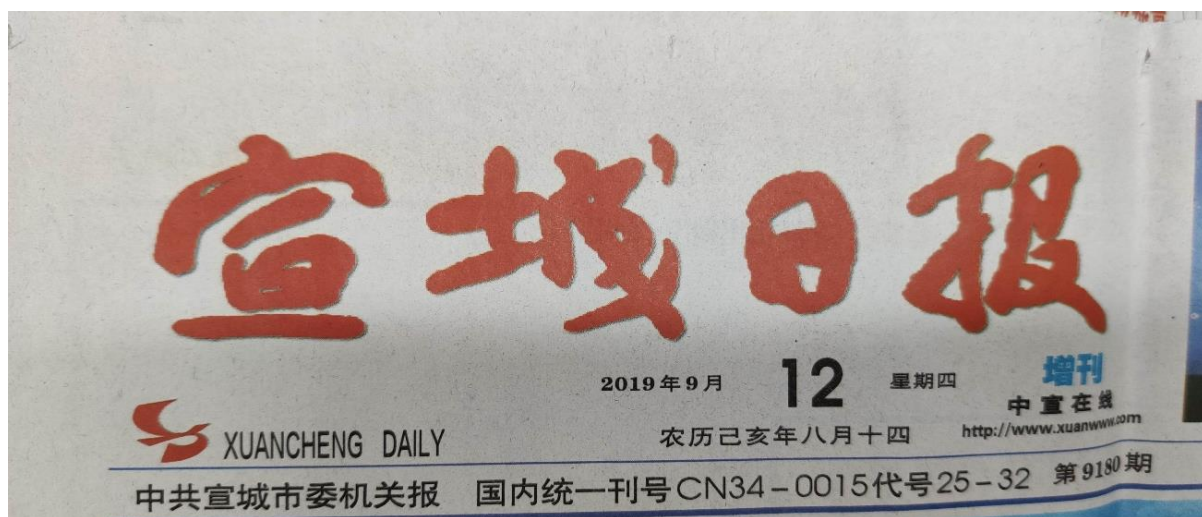 宣城日报
2019年9月 12 星期四 增刊
中宣在线
XUANCHENG DAILY 农历己亥年八月十四 http://www.xuanwww.com
中共宣城市委机关报 国内统一刊号CN34-0015代号25-32 第9180期